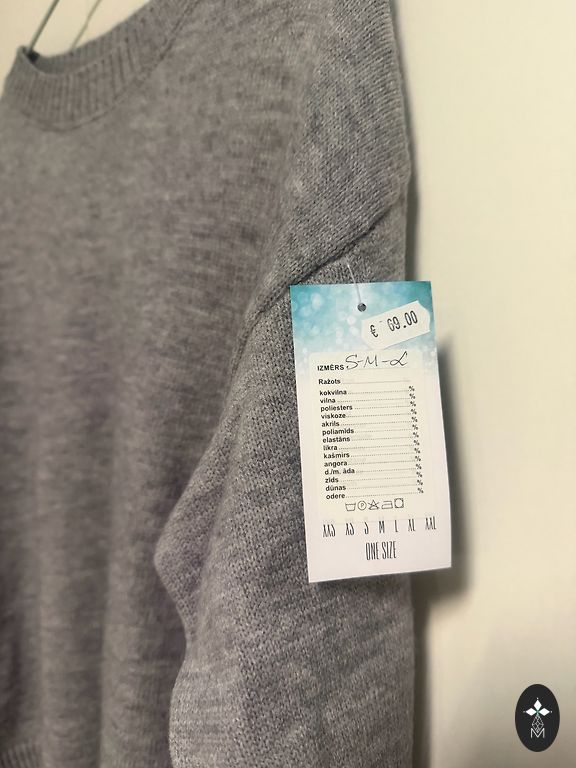 € 69.00
IZMĒRS S-M-L
Ražots
kokvilna %
vilna %
poliesters %
viskoze %
akrils %
poliamīds %
elastāns %
likra %
kašmirs %
angora %
d./m. āda %
zīds %
dūnas %
odere %
XXS XS S M L XL XXL
ONE SIZE
M